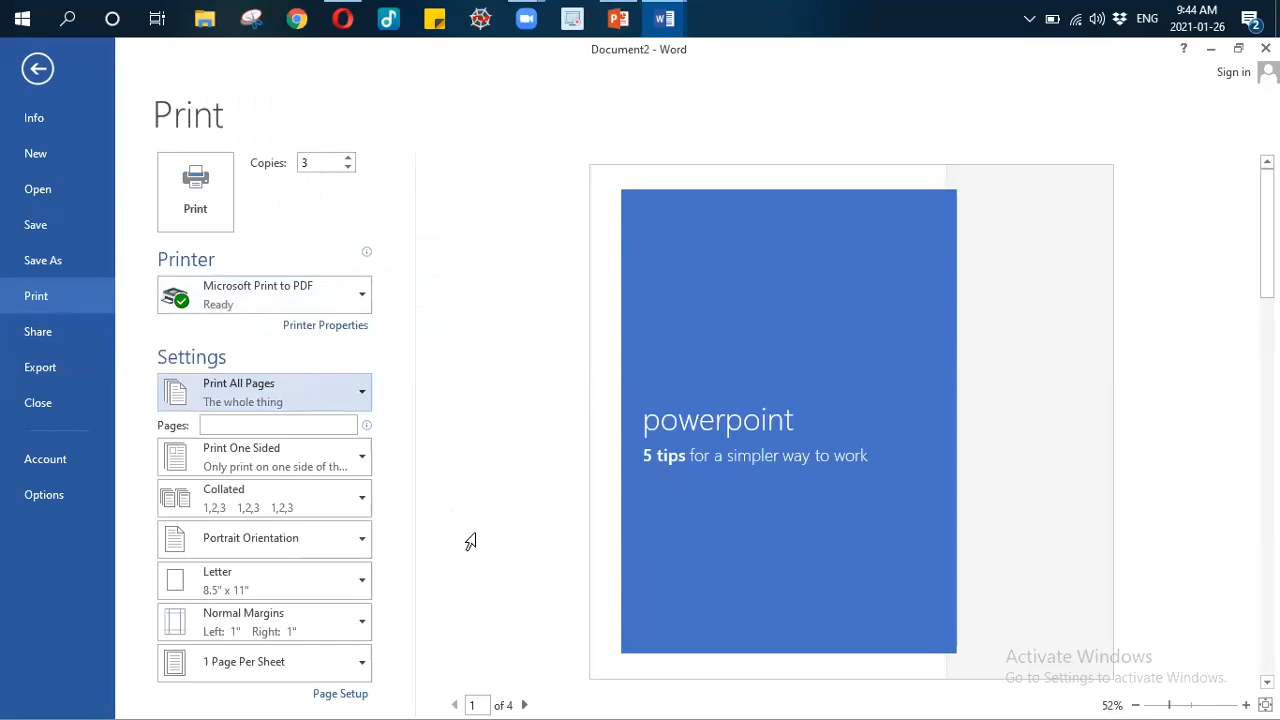 9:44 AM
ENG
2021-01-26
2
Document2 - Word
?
Sign in
Info
New
Open
Save
Save As
Print
Share
Export
Close
Account
Options
Print
Print
Copies: 3
Printer
Microsoft Print to PDF
Ready
Printer Properties
Settings
Print All Pages
The whole thing
Pages:
Print One Sided
Only print on one side of th...
Collated
1,2,3 1,2,3 1,2,3
Portrait Orientation
Letter
8.5" x 11"
Normal Margins
Left: 1" Right: 1"
1 Page Per Sheet
Page Setup
powerpoint
5 tips for a simpler way to work
Activate Windows
Go to Settings to activate Windows.
1 of 4
52%